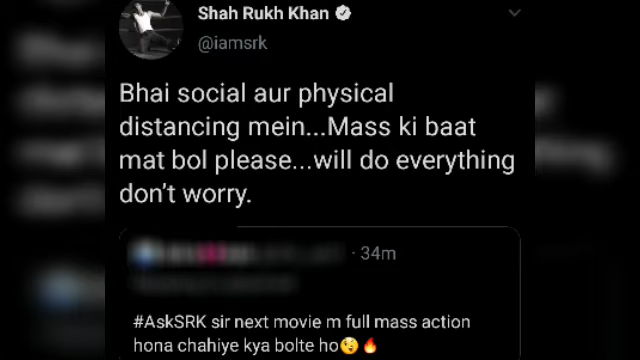 Shah Rukh Khan
@iamsrk
Bhai social aur physical
distancing mein...Mass ki baat
mat bol please...will do everything
don't worry.
· 34m
#AskSRK sir next movie m full mass action
hona chahiye kya bolte ho😉🔥